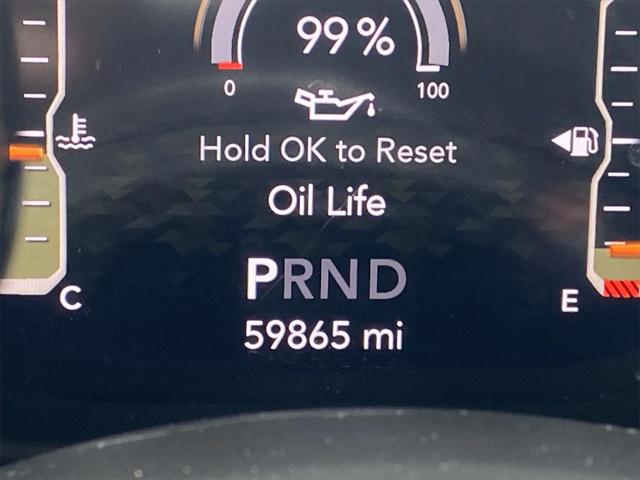 99%
0 100
Hold OK to Reset
Oil Life
PRND
C E
59865 mi